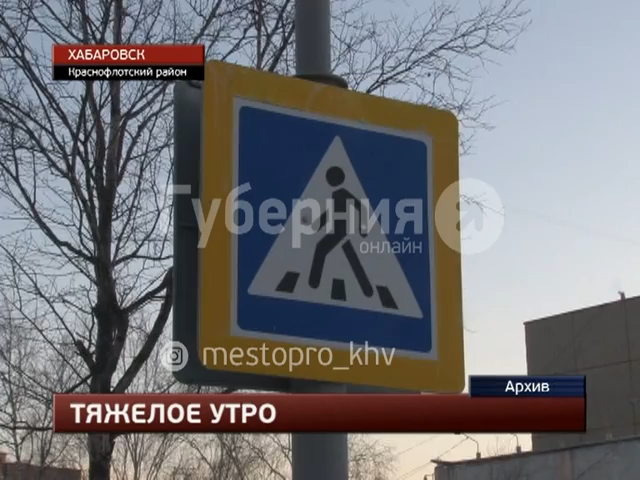 ХАБАРОВСК
Краснофлотский район
Губерния
онлайн
mestopro_khv
Архив
ТЯЖЕЛОЕ УТРО